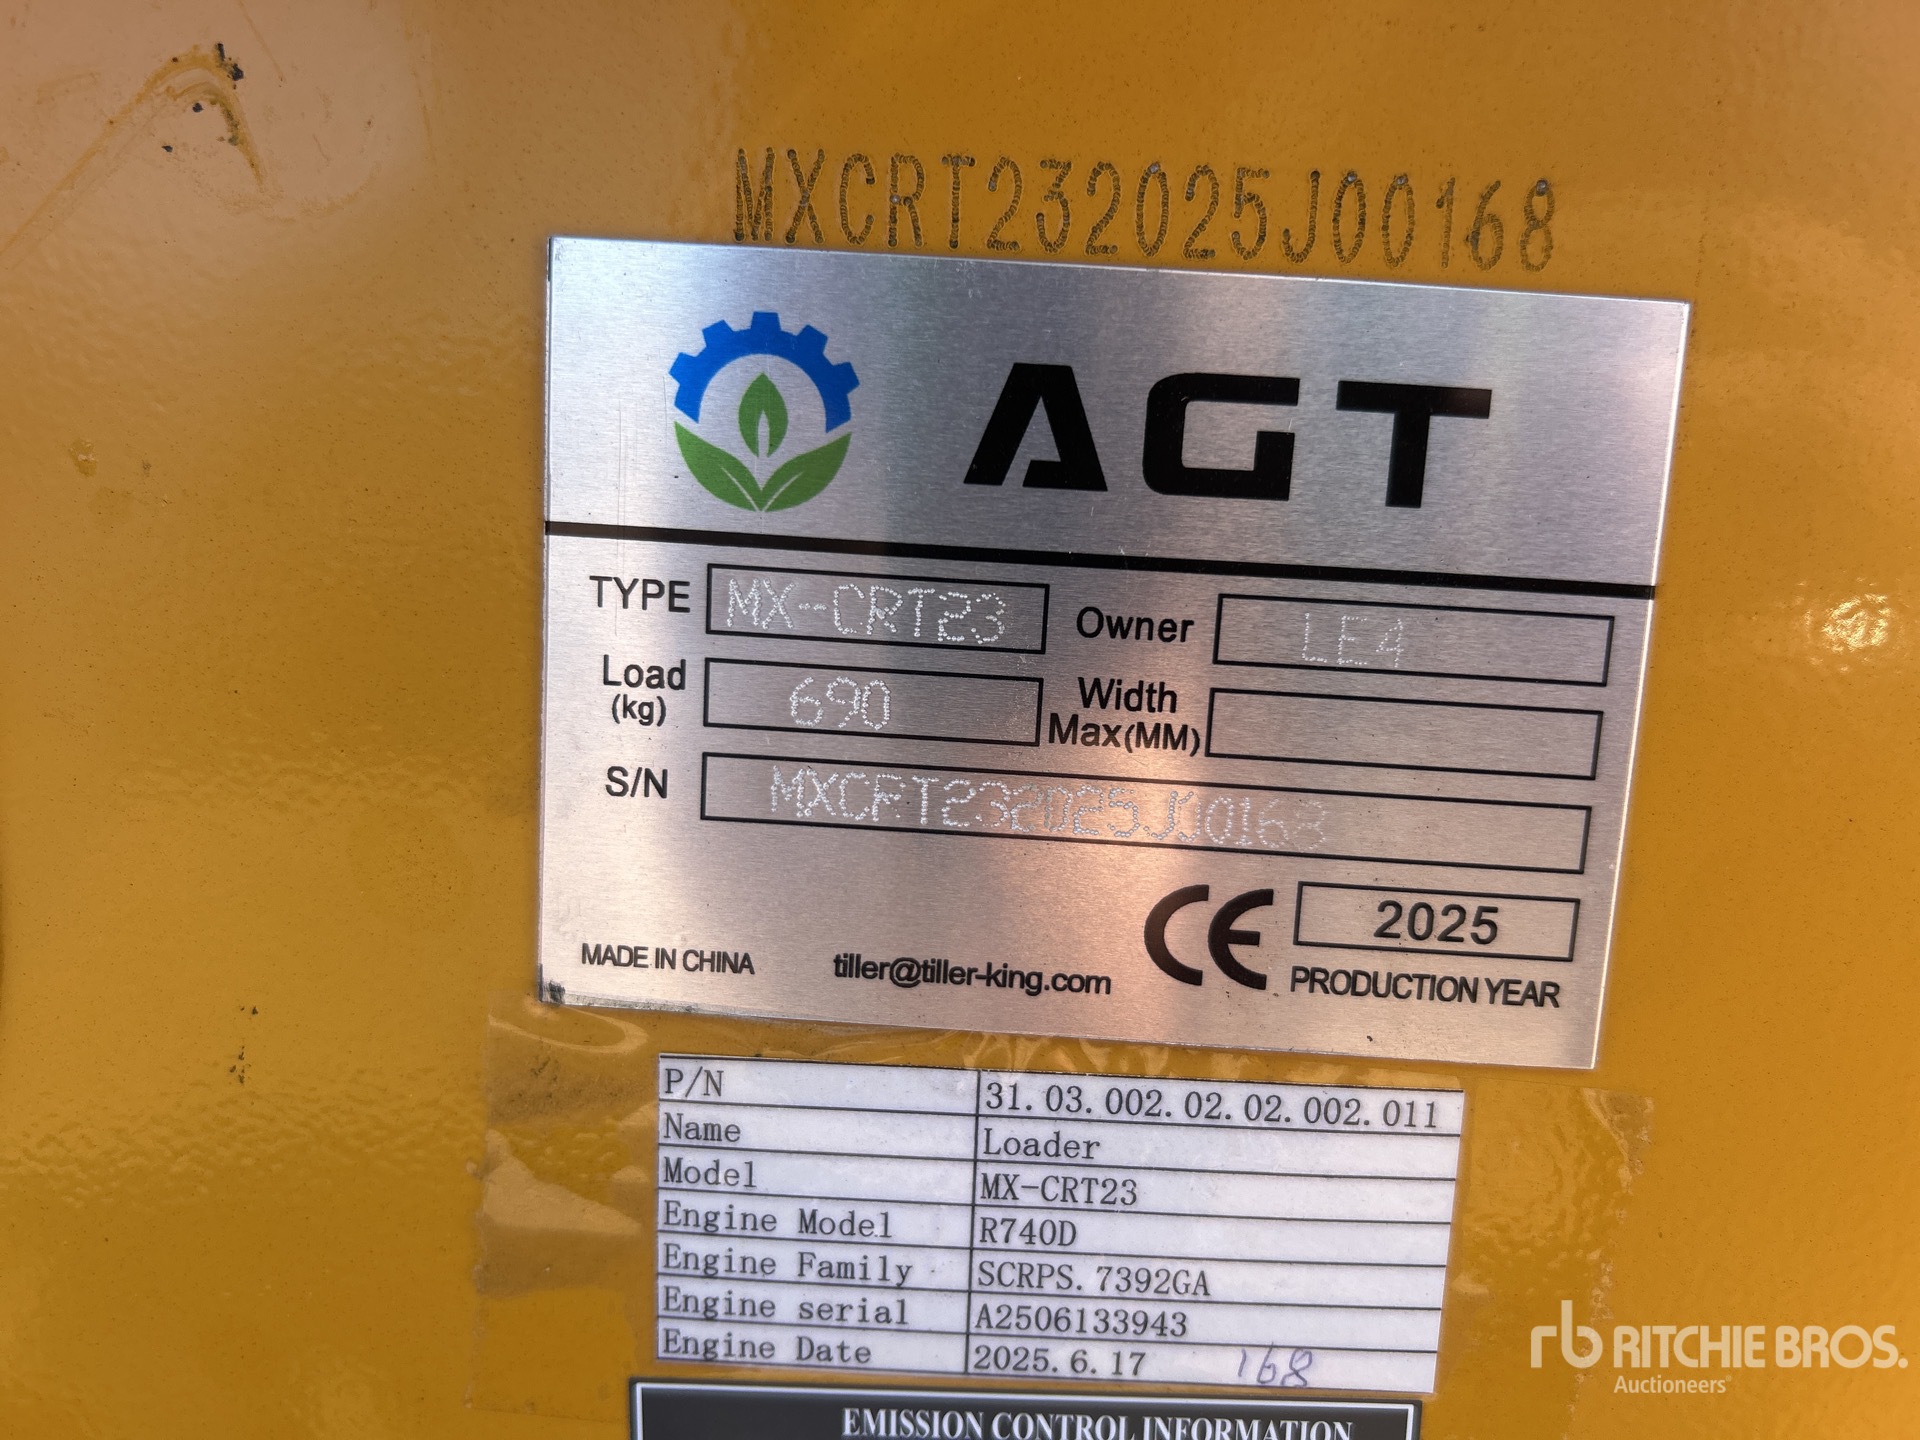 MXCRT232025J00168
AGT
TYPE MX-CRT23 Owner LE4
Load (kg) 690 Width Max(MM)
S/N MXCRT232025J00168
CE 2025
MADE IN CHINA tiller@tiller-king.com PRODUCTION YEAR
P/N 31.03.002.02.02.002.011
Name Loader
Model MX-CRT23
Engine Model R740D
Engine Family SCRPS.7392GA
Engine serial A2506133943
Engine Date 2025.6.17 168
EMISSION CONTROL INFORMATION
rb RITCHIE BROS.
Auctioneers